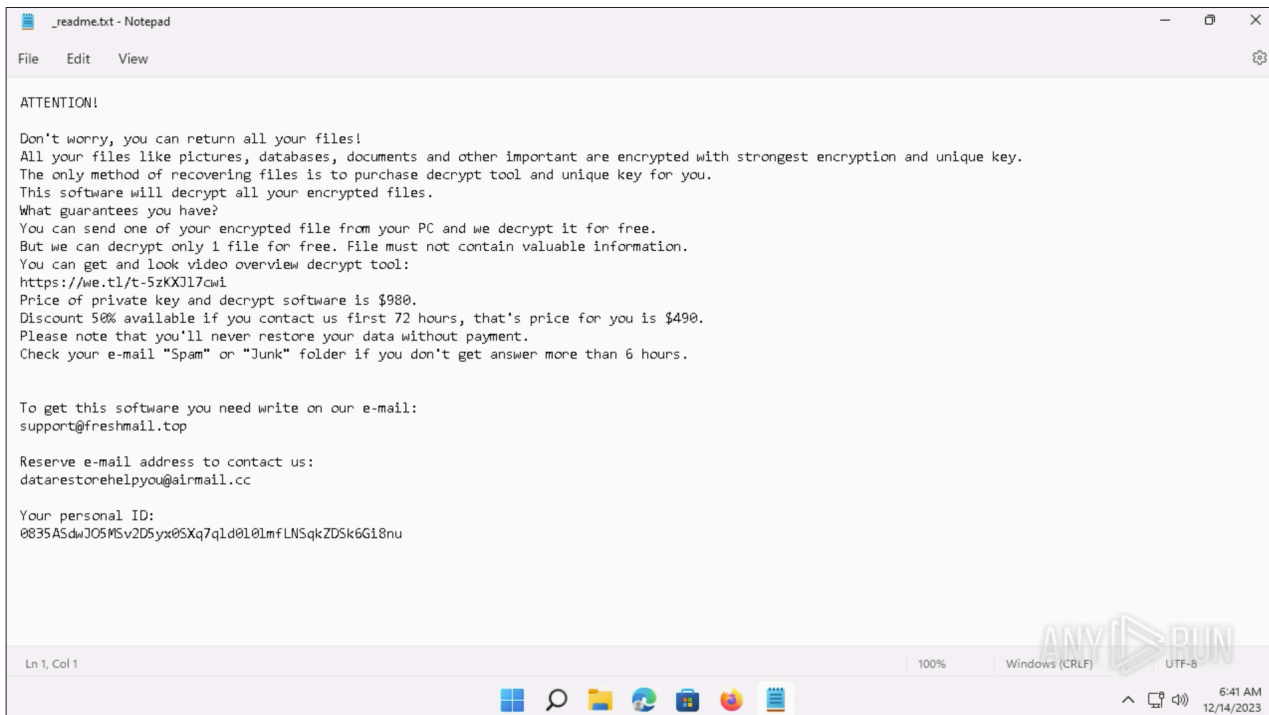 _readme.txt - Notepad
File Edit View
ATTENTION!
Don't worry, you can return all your files!
All your files like pictures, databases, documents and other important are encrypted with strongest encryption and unique key.
The only method of recovering files is to purchase decrypt tool and unique key for you.
This software will decrypt all your encrypted files.
What guarantees you have?
You can send one of your encrypted file from your PC and we decrypt it for free.
But we can decrypt only 1 file for free. File must not contain valuable information.
You can get and look video overview decrypt tool:
https://we.tl/t-5zKXJl7cwi
Price of private key and decrypt software is $980.
Discount 50% available if you contact us first 72 hours, that's price for you is $490.
Please note that you'll never restore your data without payment.
Check your e-mail "Spam" or "Junk" folder if you don't get answer more than 6 hours.
To get this software you need write on our e-mail:
support@freshmail.top
Reserve e-mail address to contact us:
datarestorehelpyou@airmail.cc
Your personal ID:
0835ASdwJO5MSv2D5yx0SXq7qld0l0lmfLNSqkZDSk6Gi8nu
ANY RUN
Ln 1, Col 1 100% Windows (CRLF) UTF-8
6:41 AM
12/14/2023